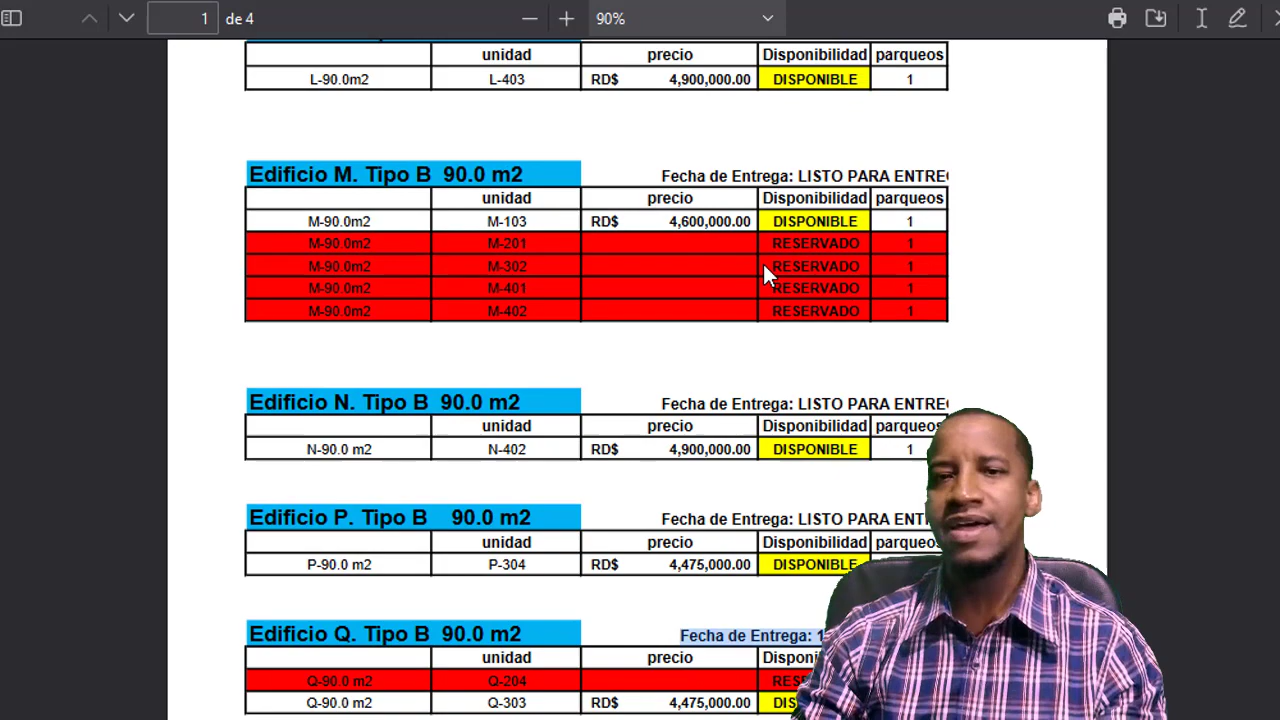 1 de 4 90%
unidad precio Disponibilidad parqueos
L-90.0m2 L-403 RD$ 4,900,000.00 DISPONIBLE 1
Edificio M. Tipo B 90.0 m2 Fecha de Entrega: LISTO PARA
unidad precio Disponibilidad parqueos
M-90.0m2 M-103 RD$ 4,600,000.00 DISPONIBLE 1
M-90.0m2 M-201 RESERVADO 1
M-90.0m2 M-302 RESERVADO 1
M-90.0m2 M-401 RESERVADO 1
M-90.0m2 M-402 RESERVADO 1
Edificio N. Tipo B 90.0 m2 Fecha de Entrega: LISTO PARA
unidad precio Disponibilidad parqueos
N-90.0 m2 N-402 RD$ 4,900,000.00 DISPONIBLE 1
Edificio P. Tipo B 90.0 m2 Fecha de Entrega: LISTO PARA
unidad precio Disponibilidad
P-90.0 m2 P-304 RD$ 4,475,000.00 DISPONIBLE
Edificio Q. Tipo B 90.0 m2 Fecha de Entrega:
unidad precio
Q-90.0 m2 Q-204
Q-90.0 m2 Q-303 RD$ 4,475,000.00